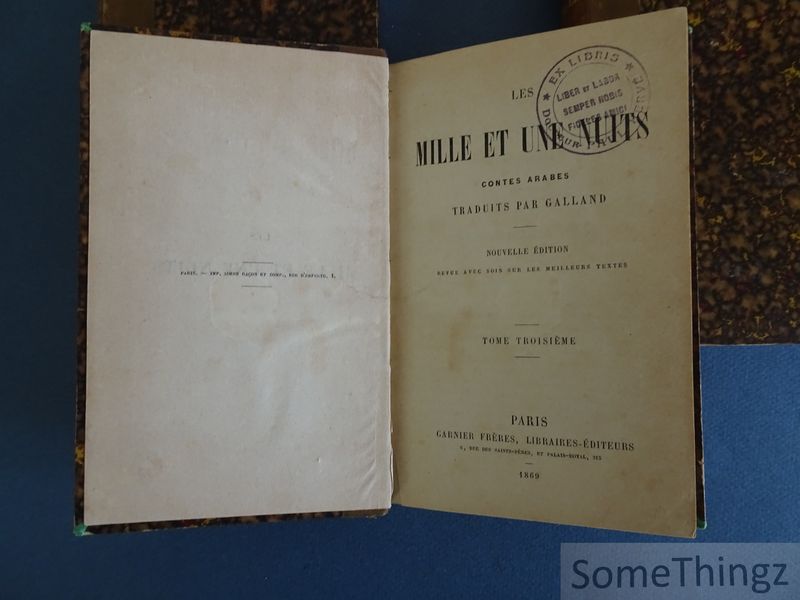 PARIS. — IMP. SIMON RAÇON ET COMP., RUE D'ERFURTH, 1.
LES
MILLE ET UNE NUITS
CONTES ARABES
TRADUITS PAR GALLAND
NOUVELLE ÉDITION
REVUE AVEC SOIN SUR LES MEILLEURS TEXTES
TOME TROISIÈME
PARIS
GARNIER FRÈRES, LIBRAIRES-ÉDITEURS
6, RUE DES SAINTS-PÈRES, ET PALAIS-ROYAL, 215
1869
★ EX LIBRIS ★
LIBER ET LABOR
SEMPER NOBIS
AMICI
SomeThingz